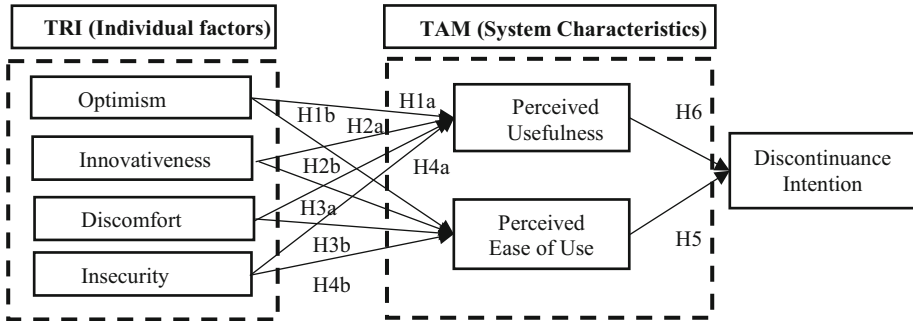 TRI (Individual factors)
TAM (System Characteristics)
Optimism
Innovativeness
Discomfort
Insecurity
H1a
H1b
H2a
H2b
H4a
H3a
H3b
H4b
Perceived
Usefulness
Perceived
Ease of Use
H6
H5
Discontinuance
Intention